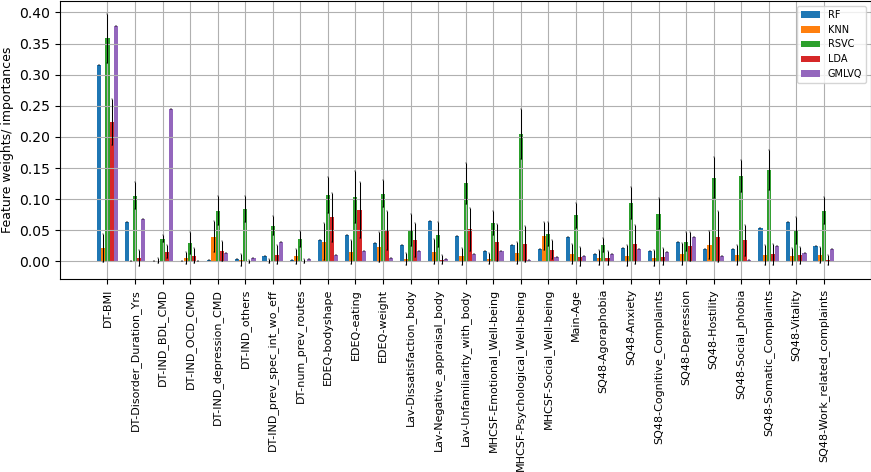 Feature weights/ importances
0.40
0.35
0.30
0.25
0.20
0.15
0.10
0.05
0.00
RF
KNN
RSVC
LDA
GMLVQ
DT-BMI
DT-Disorder_Duration_Yrs
DT-IND_BDL_CMD
DT-IND_OCD_CMD
DT-IND_depression_CMD
DT-IND_others
DT-IND_prev_spec_int_wo_eff
DT-num_prev_routes
EDEQ-bodyshape
EDEQ-eating
EDEQ-weight
Lav-Dissatisfaction_body
Lav-Negative_appraisal_body
Lav-Unfamiliarity_with_body
MHCSF-Emotional_Well-being
MHCSF-Psychological_Well-being
MHCSF-Social_Well-being
Main-Age
SQ48-Agoraphobia
SQ48-Anxiety
SQ48-Cognitive_Complaints
SQ48-Depression
SQ48-Hostility
SQ48-Social_phobia
SQ48-Somatic_Complaints
SQ48-Vitality
SQ48-Work_related_complaints